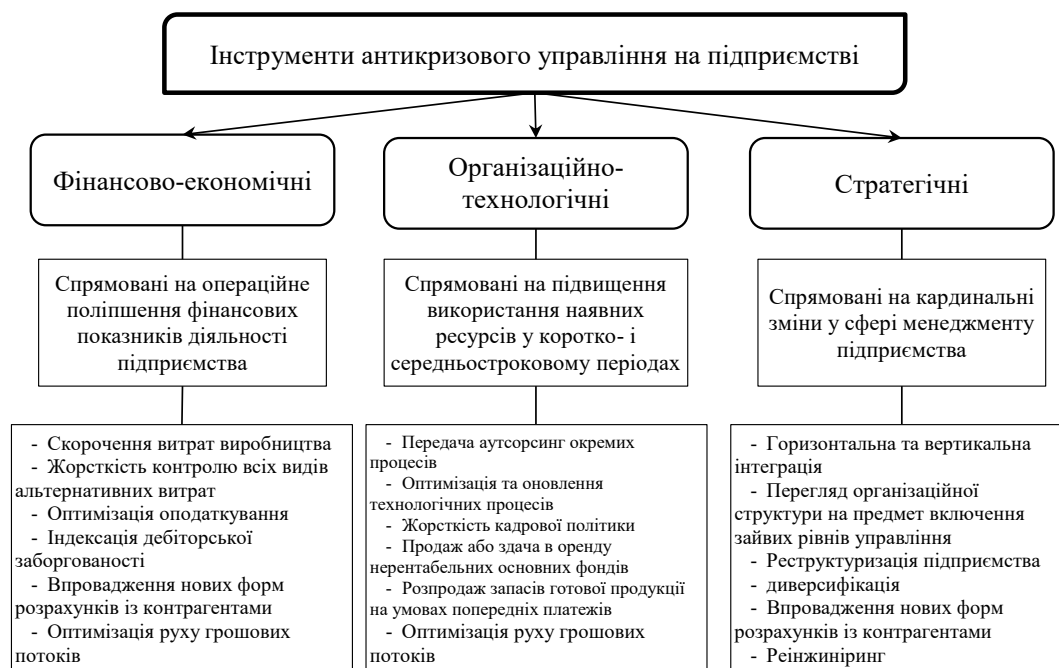 Інструменти антикризового управління на підприємстві
Фінансово-економічні
Організаційно-
технологічні
Стратегічні
Спрямовані на операційне
поліпшення фінансових
показників діяльності
підприємства
Спрямовані на підвищення
використання наявних
ресурсів у коротко- і
середньостроковому періодах
Спрямовані на кардинальні
зміни у сфері менеджменту
підприємства
- Скорочення витрат виробництва
- Жорсткість контролю всіх видів
альтернативних витрат
- Оптимізація оподаткування
- Індексація дебіторської
заборгованості
- Впровадження нових форм
розрахунків із контрагентами
- Оптимізація руху грошових
потоків
- Передача аутсорсинг окремих
процесів
- Оптимізація та оновлення
технологічних процесів
- Жорсткість кадрової політики
- Продаж або здача в оренду
нерентабельних основних фондів
- Розпродаж запасів готової продукції
на умовах попередніх платежів
- Оптимізація руху грошових
потоків
- Горизонтальна та вертикальна
інтеграція
- Перегляд організаційної
структури на предмет включення
зайвих рівнів управління
- Реструктуризація підприємства
- диверсифікація
- Впровадження нових форм
розрахунків із контрагентами
- Реінжиніринг